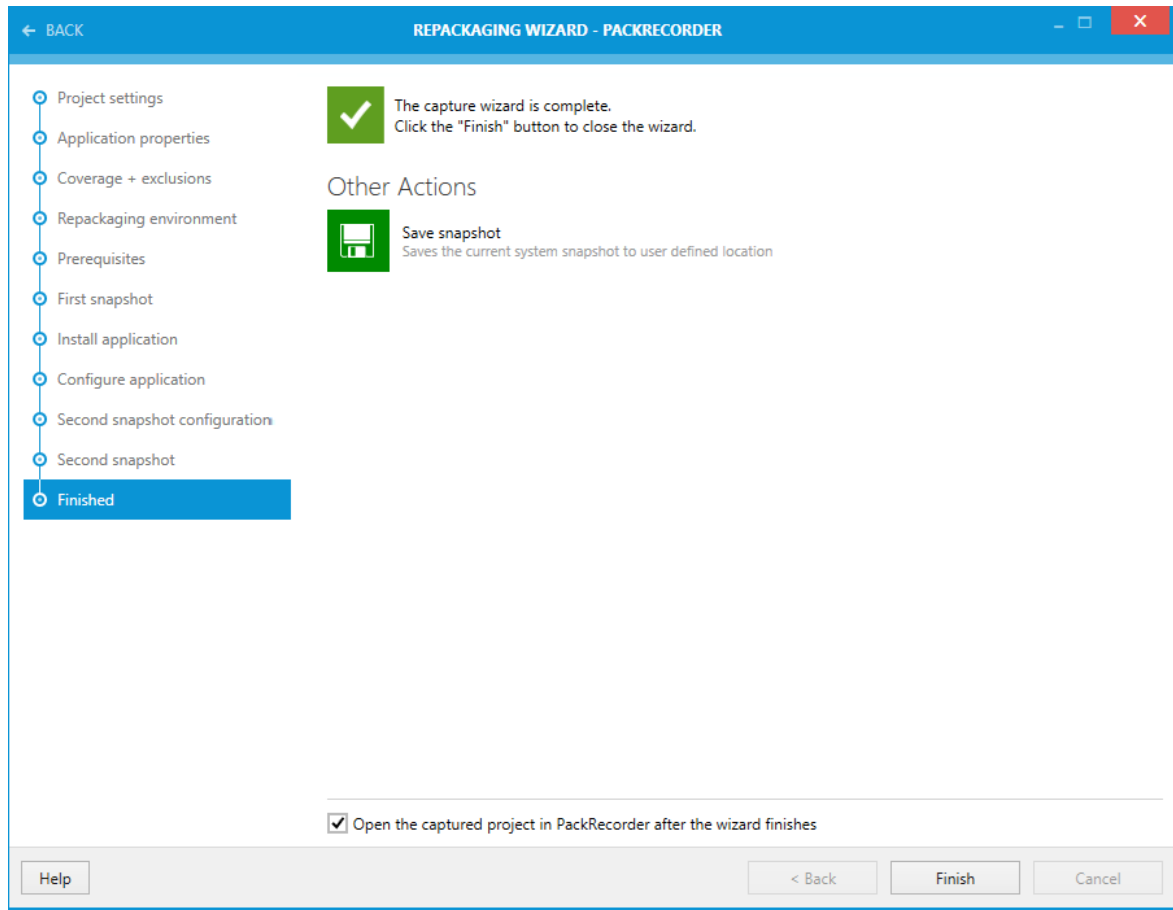 BACK
REPACKAGING WIZARD - PACKRECORDER
Project settings
Application properties
Coverage + exclusions
Repackaging environment
Prerequisites
First snapshot
Install application
Configure application
Second snapshot configuration
Second snapshot
Finished
The capture wizard is complete.
Click the "Finish" button to close the wizard.
Other Actions
Save snapshot
Saves the current system snapshot to user defined location
Open the captured project in PackRecorder after the wizard finishes
Help
< Back
Finish
Cancel